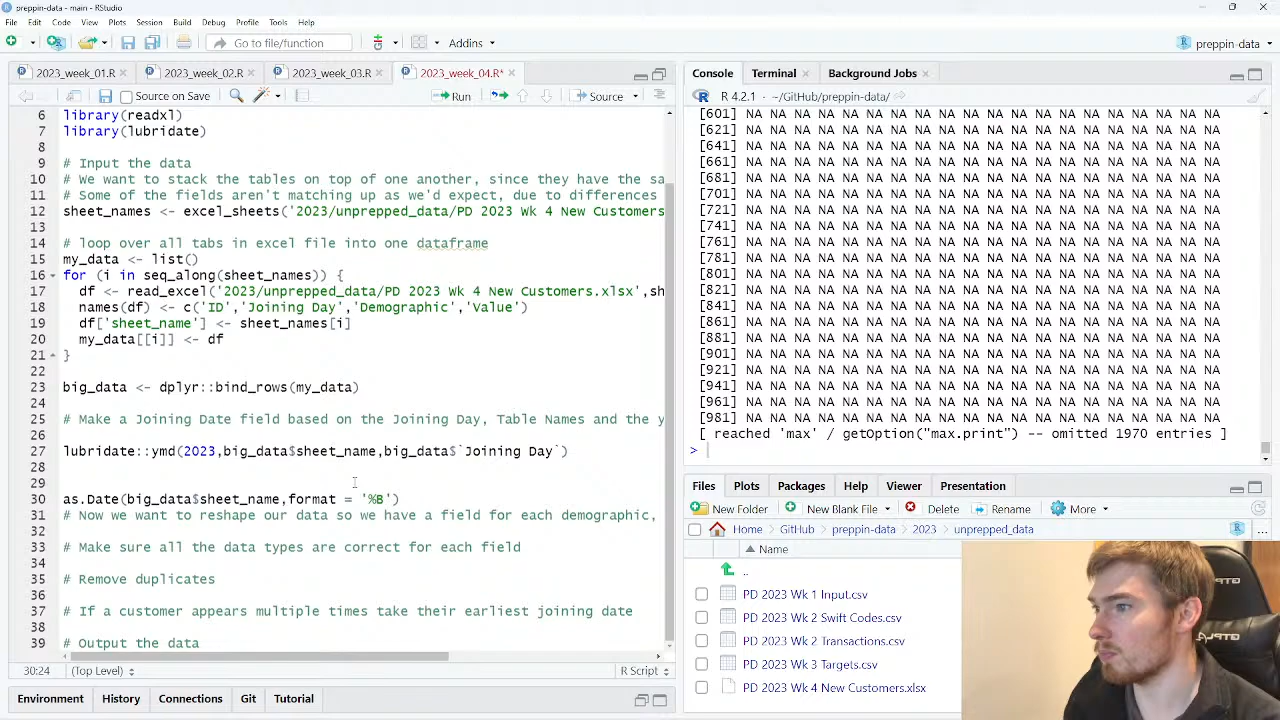 preppin-data - main - RStudio
File Edit Code View Plots Session Build Debug Profile Tools Help
Go to file/function
Addins
preppin-data
2023_week_01.R
2023_week_02.R
2023_week_03.R
2023_week_04.R*
Source on Save
Run
Source
6 library(readxl)
7 library(lubridate)
8
9 # Input the data
10 # We want to stack the tables on top of one another, since they have the sa
11 # Some of the fields aren't matching up as we'd expect, due to differences
12 sheet_names <- excel_sheets('2023/unprepped_data/PD 2023 Wk 4 New Customers
13
14 # loop over all tabs in excel file into one dataframe
15 my_data <- list()
16 for (i in seq_along(sheet_names)) {
17 df <- read_excel('2023/unprepped_data/PD 2023 Wk 4 New Customers.xlsx',sh
18 names(df) <- c('ID','Joining Day','Demographic','Value')
19 df['sheet_name'] <- sheet_names[i]
20 my_data[[i]] <- df
21 }
22
23 big_data <- dplyr::bind_rows(my_data)
24
25 # Make a Joining Date field based on the Joining Day, Table Names and the y
26
27 lubridate::ymd(2023,big_data$sheet_name,big_data$`Joining Day`)
28
29
30 as.Date(big_data$sheet_name,format = '%B')
31 # Now we want to reshape our data so we have a field for each demographic,
32
33 # Make sure all the data types are correct for each field
34
35 # Remove duplicates
36
37 # If a customer appears multiple times take their earliest joining date
38
39 # Output the data
30:24 (Top Level) R Script
Environment History Connections Git Tutorial
Console Terminal Background Jobs
R 4.2.1 · ~/GitHub/preppin-data/
[601] NA NA NA NA NA NA NA NA NA NA NA NA NA NA NA NA NA NA NA NA
[621] NA NA NA NA NA NA NA NA NA NA NA NA NA NA NA NA NA NA NA NA
[641] NA NA NA NA NA NA NA NA NA NA NA NA NA NA NA NA NA NA NA NA
[661] NA NA NA NA NA NA NA NA NA NA NA NA NA NA NA NA NA NA NA NA
[681] NA NA NA NA NA NA NA NA NA NA NA NA NA NA NA NA NA NA NA NA
[701] NA NA NA NA NA NA NA NA NA NA NA NA NA NA NA NA NA NA NA NA
[721] NA NA NA NA NA NA NA NA NA NA NA NA NA NA NA NA NA NA NA NA
[741] NA NA NA NA NA NA NA NA NA NA NA NA NA NA NA NA NA NA NA NA
[761] NA NA NA NA NA NA NA NA NA NA NA NA NA NA NA NA NA NA NA NA
[781] NA NA NA NA NA NA NA NA NA NA NA NA NA NA NA NA NA NA NA NA
[801] NA NA NA NA NA NA NA NA NA NA NA NA NA NA NA NA NA NA NA NA
[821] NA NA NA NA NA NA NA NA NA NA NA NA NA NA NA NA NA NA NA NA
[841] NA NA NA NA NA NA NA NA NA NA NA NA NA NA NA NA NA NA NA NA
[861] NA NA NA NA NA NA NA NA NA NA NA NA NA NA NA NA NA NA NA NA
[881] NA NA NA NA NA NA NA NA NA NA NA NA NA NA NA NA NA NA NA NA
[901] NA NA NA NA NA NA NA NA NA NA NA NA NA NA NA NA NA NA NA NA
[921] NA NA NA NA NA NA NA NA NA NA NA NA NA NA NA NA NA NA NA NA
[941] NA NA NA NA NA NA NA NA NA NA NA NA NA NA NA NA NA NA NA NA
[961] NA NA NA NA NA NA NA NA NA NA NA NA NA NA NA NA NA NA NA NA
[981] NA NA NA NA NA NA NA NA NA NA NA NA NA NA NA NA NA NA NA NA
[ reached 'max' / getOption("max.print") -- omitted 1970 entries ]
>
Files Plots Packages Help Viewer Presentation
New Folder New Blank File Delete Rename More
Home GitHub preppin-data 2023 unprepped_data
Name
..
PD 2023 Wk 1 Input.csv
PD 2023 Wk 2 Swift Codes.csv
PD 2023 Wk 2 Transactions.csv
PD 2023 Wk 3 Targets.csv
PD 2023 Wk 4 New Customers.xlsx